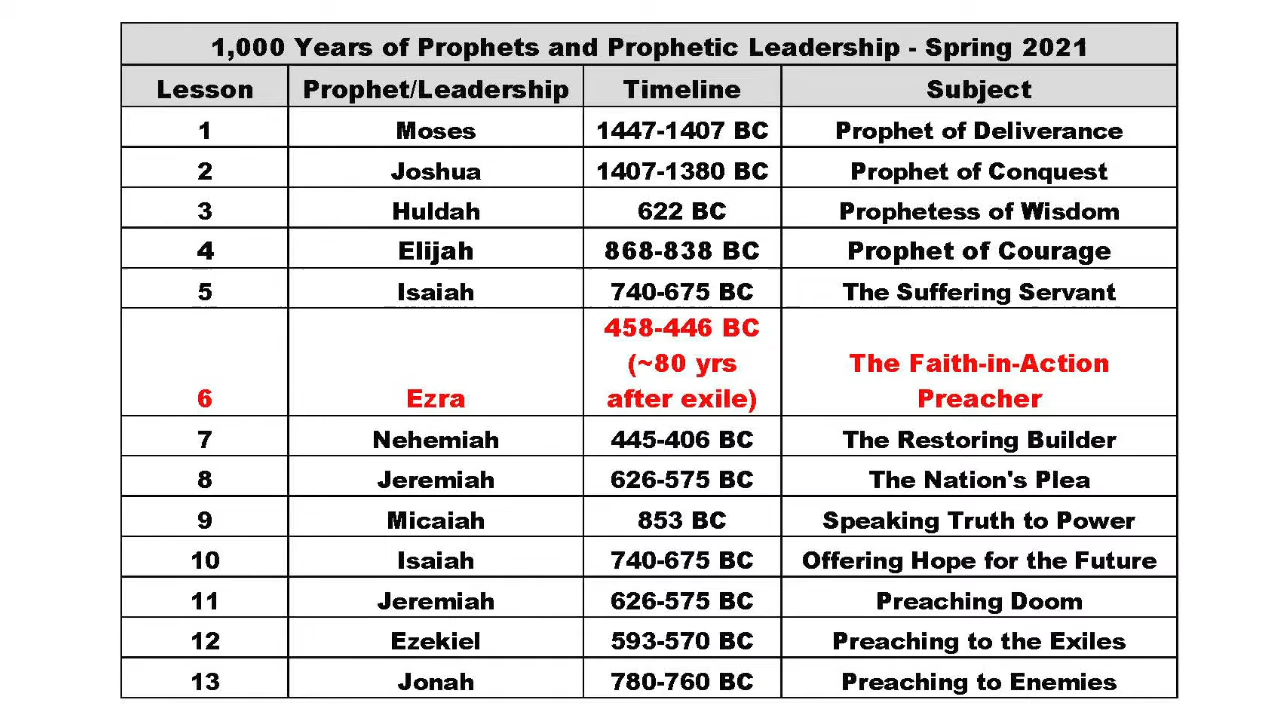 1,000 Years of Prophets and Prophetic Leadership - Spring 2021
Lesson Prophet/Leadership Timeline Subject
1 Moses 1447-1407 BC Prophet of Deliverance
2 Joshua 1407-1380 BC Prophet of Conquest
3 Huldah 622 BC Prophetess of Wisdom
4 Elijah 868-838 BC Prophet of Courage
5 Isaiah 740-675 BC The Suffering Servant
458-446 BC
(~80 yrs The Faith-in-Action
6 Ezra after exile) Preacher
7 Nehemiah 445-406 BC The Restoring Builder
8 Jeremiah 626-575 BC The Nation's Plea
9 Micaiah 853 BC Speaking Truth to Power
10 Isaiah 740-675 BC Offering Hope for the Future
11 Jeremiah 626-575 BC Preaching Doom
12 Ezekiel 593-570 BC Preaching to the Exiles
13 Jonah 780-760 BC Preaching to Enemies